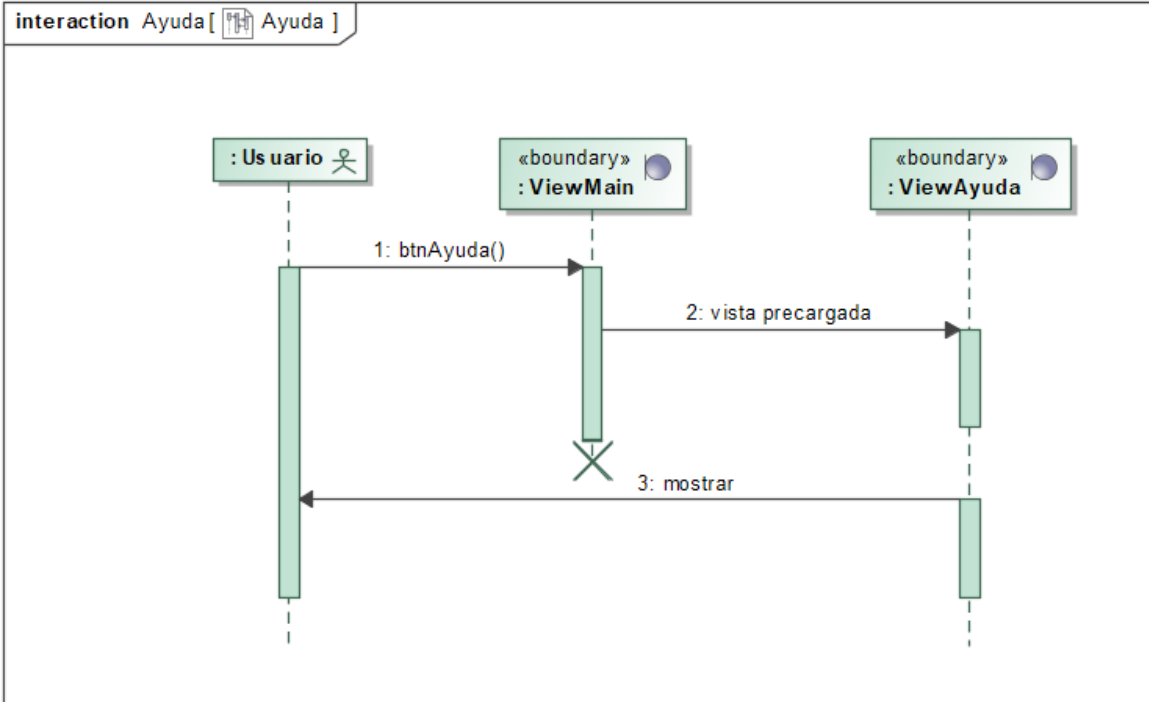 interaction Ayuda[ Ayuda ]
: Usuario
«boundary»
: ViewMain
«boundary»
: ViewAyuda
1: btnAyuda()
2: vista precargada
3: mostrar